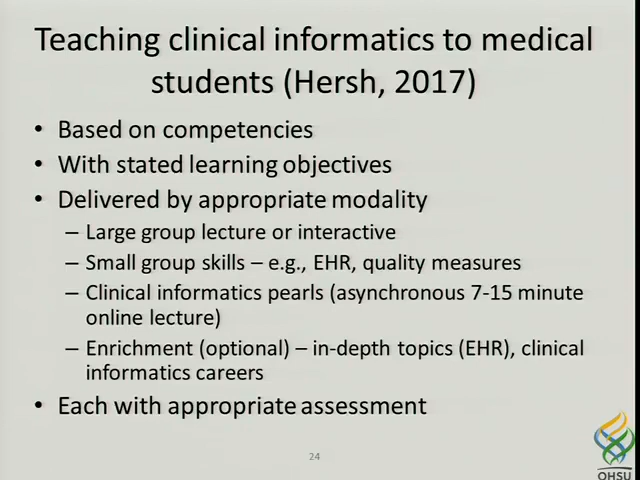 Teaching clinical informatics to medical
students (Hersh, 2017)
• Based on competencies
• With stated learning objectives
• Delivered by appropriate modality
– Large group lecture or interactive
– Small group skills – e.g., EHR, quality measures
– Clinical informatics pearls (asynchronous 7-15 minute
online lecture)
– Enrichment (optional) – in-depth topics (EHR), clinical
informatics careers
• Each with appropriate assessment
24
OHSU